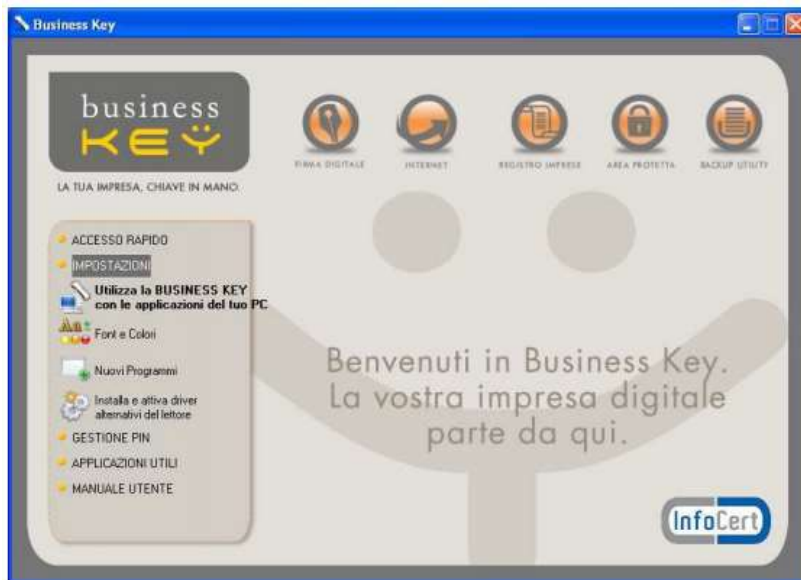 Business Key
business
KEY
LA TUA IMPRESA, CHIAVE IN MANO.
FIRMA DIGITALE
INTERNET
REGISTRO IMPRESE
AREA PROTETTA
BACKUP UTILITY
ACCESSO RAPIDO
IMPOSTAZIONI
Utilizza la BUSINESS KEY
con le applicazioni del tuo PC
Font e Colori
Nuovi Programmi
Installa e attiva driver
alternativi del lettore
GESTIONE PIN
APPLICAZIONI UTILI
MANUALE UTENTE
Benvenuti in Business Key.
La vostra impresa digitale
parte da qui.
InfoCert